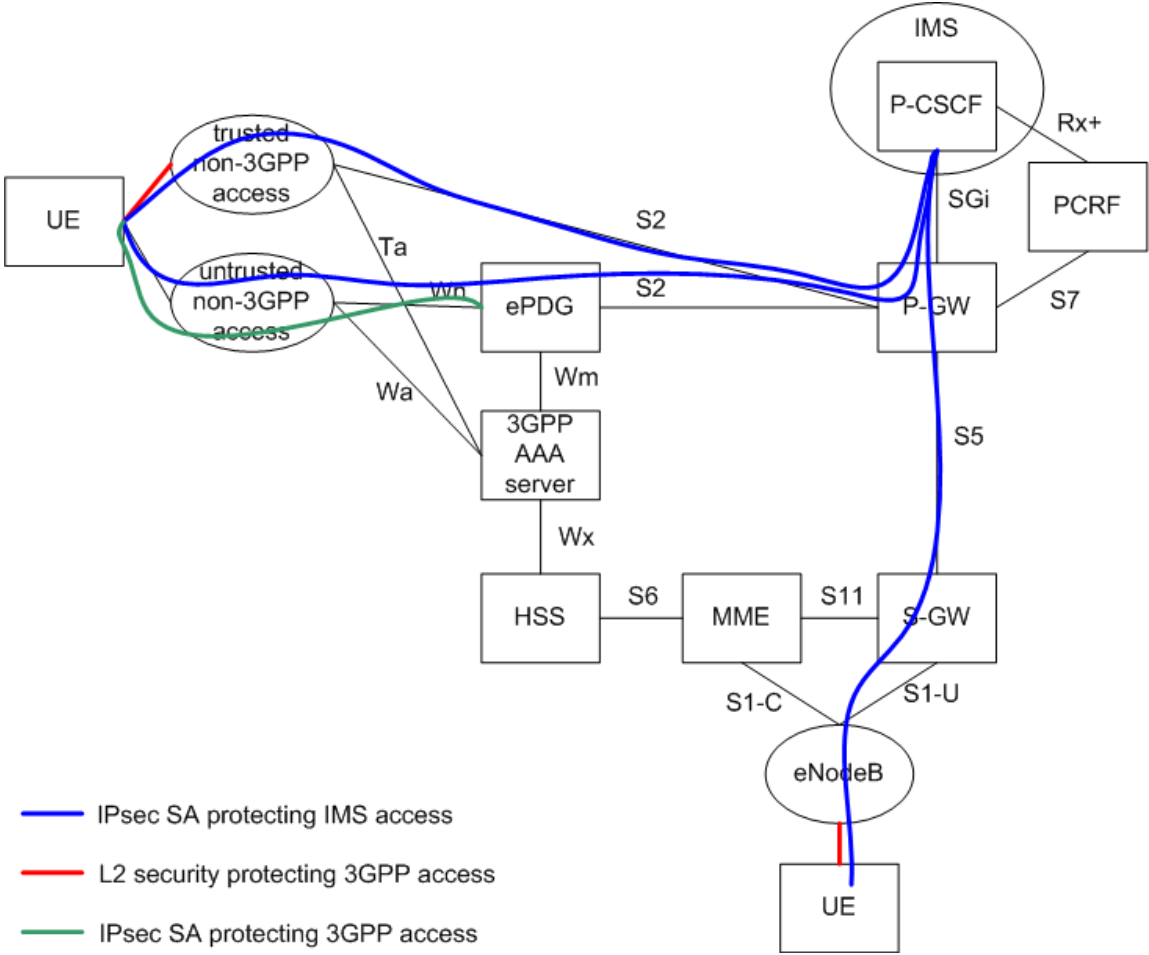 IMS
P-CSCF
Rx+
trusted
non-3GPP
access
UE
SGi
PCRF
S2
Ta
untrusted
non-3GPP
access
Wn
ePDG
S2
P-GW
S7
Wm
Wa
3GPP
AAA
server
S5
Wx
HSS
S6
MME
S11
S-GW
S1-C
S1-U
eNodeB
IPsec SA protecting IMS access
L2 security protecting 3GPP access
UE
IPsec SA protecting 3GPP access